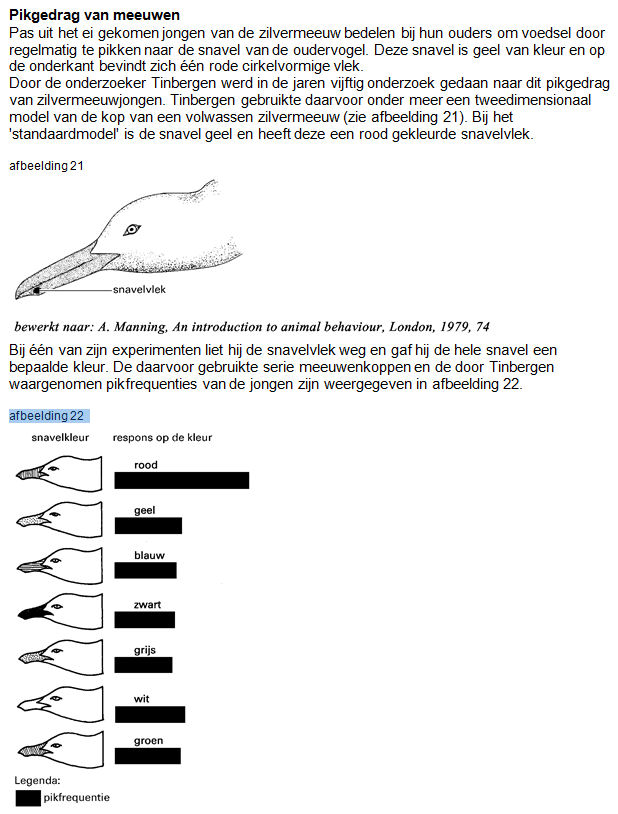 Pikgedrag van meeuwen
Pas uit het ei gekomen jongen van de zilvermeeuw bedelen bij hun ouders om voedsel door
regelmatig te pikken naar de snavel van de oudervogel. Deze snavel is geel van kleur en op
de onderkant bevindt zich één rode cirkelvormige vlek.
Door de onderzoeker Tinbergen werd in de jaren vijftig onderzoek gedaan naar dit pikgedrag
van zilvermeeuwjongen. Tinbergen gebruikte daarvoor onder meer een tweedimensionaal
model van de kop van een volwassen zilvermeeuw (zie afbeelding 21). Bij het
'standaardmodel' is de snavel geel en heeft deze een rood gekleurde snavelvlek.
afbeelding 21
snavelvlek
bewerkt naar: A. Manning, An introduction to animal behaviour, London, 1979, 74
Bij één van zijn experimenten liet hij de snavelvlek weg en gaf hij de hele snavel een
bepaalde kleur. De daarvoor gebruikte serie meeuwenkoppen en de door Tinbergen
waargenomen pikfrequenties van de jongen zijn weergegeven in afbeelding 22.
afbeelding 22
snavelkleur respons op de kleur
rood
geel
blauw
zwart
grijs
wit
groen
Legenda:
pikfrequentie